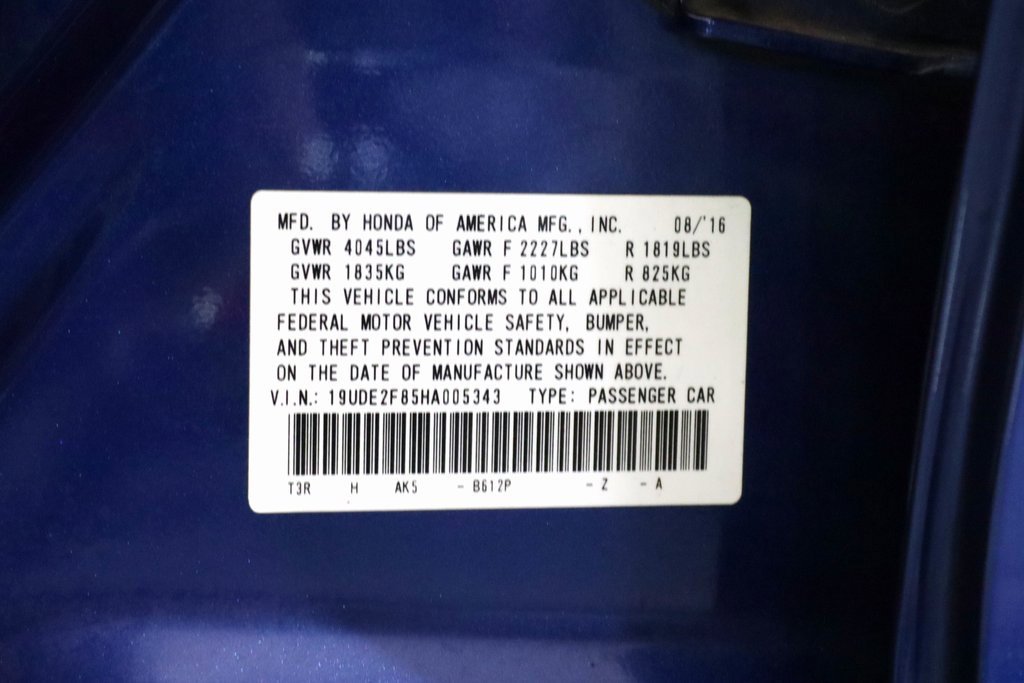 MFD. BY HONDA OF AMERICA MFG., INC. 08/'16
GVWR 4045LBS GAWR F 2227LBS R 1819LBS
GVWR 1835KG GAWR F 1010KG R 825KG
THIS VEHICLE CONFORMS TO ALL APPLICABLE
FEDERAL MOTOR VEHICLE SAFETY, BUMPER,
AND THEFT PREVENTION STANDARDS IN EFFECT
ON THE DATE OF MANUFACTURE SHOWN ABOVE.
V.I.N.: 19UDE2F85HA005343 TYPE: PASSENGER CAR
T3R H AK5 - B612P - Z - A